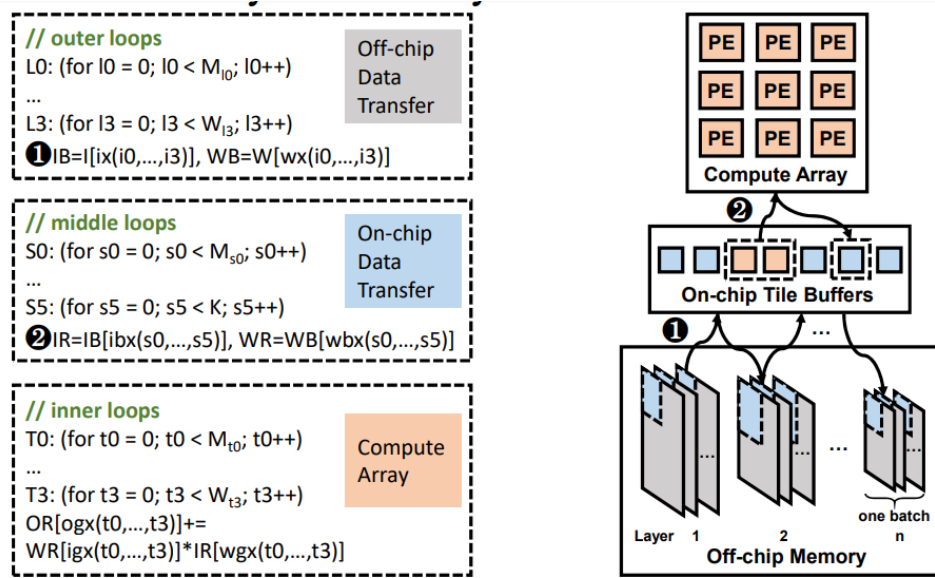 // outer loops
L0: (for l0 = 0; l0 < M_l0; l0++)
...
L3: (for l3 = 0; l3 < W_l3; l3++)
❶IB=I[ix(i0,...,i3)], WB=W[wx(i0,...,i3)]
Off-chip
Data
Transfer
// middle loops
S0: (for s0 = 0; s0 < M_s0; s0++)
...
S5: (for s5 = 0; s5 < K; s5++)
❷IR=IB[ibx(s0,...,s5)], WR=WB[wbx(s0,...,s5)]
On-chip
Data
Transfer
// inner loops
T0: (for t0 = 0; t0 < M_t0; t0++)
...
T3: (for t3 = 0; t3 < W_t3; t3++)
OR[ogx(t0,...,t3)]+=
WR[igx(t0,...,t3)]*IR[wgx(t0,...,t3)]
Compute
Array
PE PE PE
PE PE PE
PE PE PE
Compute Array
❷
On-chip Tile Buffers
❶
...
... ... ... ...
one batch
Layer 1 2 n
Off-chip Memory